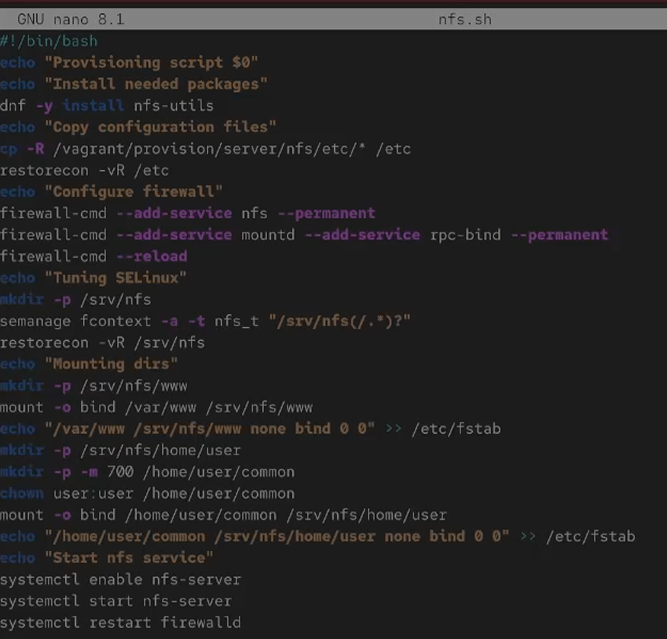 GNU nano 8.1 nfs.sh
#!/bin/bash
echo "Provisioning script $0"
echo "Install needed packages"
dnf -y install nfs-utils
echo "Copy configuration files"
cp -R /vagrant/provision/server/nfs/etc/* /etc
restorecon -vR /etc
echo "Configure firewall"
firewall-cmd --add-service nfs --permanent
firewall-cmd --add-service mountd --add-service rpc-bind --permanent
firewall-cmd --reload
echo "Tuning SELinux"
mkdir -p /srv/nfs
semanage fcontext -a -t nfs_t "/srv/nfs(/.*)?"
restorecon -vR /srv/nfs
echo "Mounting dirs"
mkdir -p /srv/nfs/www
mount -o bind /var/www /srv/nfs/www
echo "/var/www /srv/nfs/www none bind 0 0" >> /etc/fstab
mkdir -p /srv/nfs/home/user
mkdir -p -m 700 /home/user/common
chown user:user /home/user/common
mount -o bind /home/user/common /srv/nfs/home/user
echo "/home/user/common /srv/nfs/home/user none bind 0 0" >> /etc/fstab
echo "Start nfs service"
systemctl enable nfs-server
systemctl start nfs-server
systemctl restart firewalld